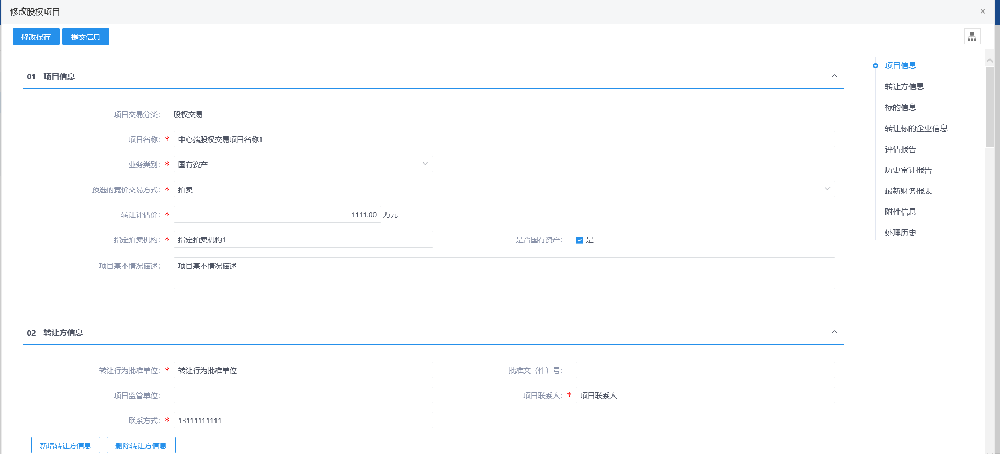 修改股权项目
修改保存 提交信息
01 项目信息
项目交易分类： 股权交易
项目名称：* 中心端股权交易项目名称1
业务类别：* 国有资产
预选的竞价交易方式：* 拍卖
转让评估价：* 1111.00 万元
指定拍卖机构：* 指定拍卖机构1 是否国有资产： 是
项目基本情况描述： 项目基本情况描述
02 转让方信息
转让行为批准单位：* 转让行为批准单位 批准文（件）号：
项目监管单位： 项目联系人：* 项目联系人
联系方式：* 13111111111
新增转让方信息 删除转让方信息
项目信息
转让方信息
标的信息
转让标的企业信息
评估报告
历史审计报告
最新财务报表
附件信息
处理历史